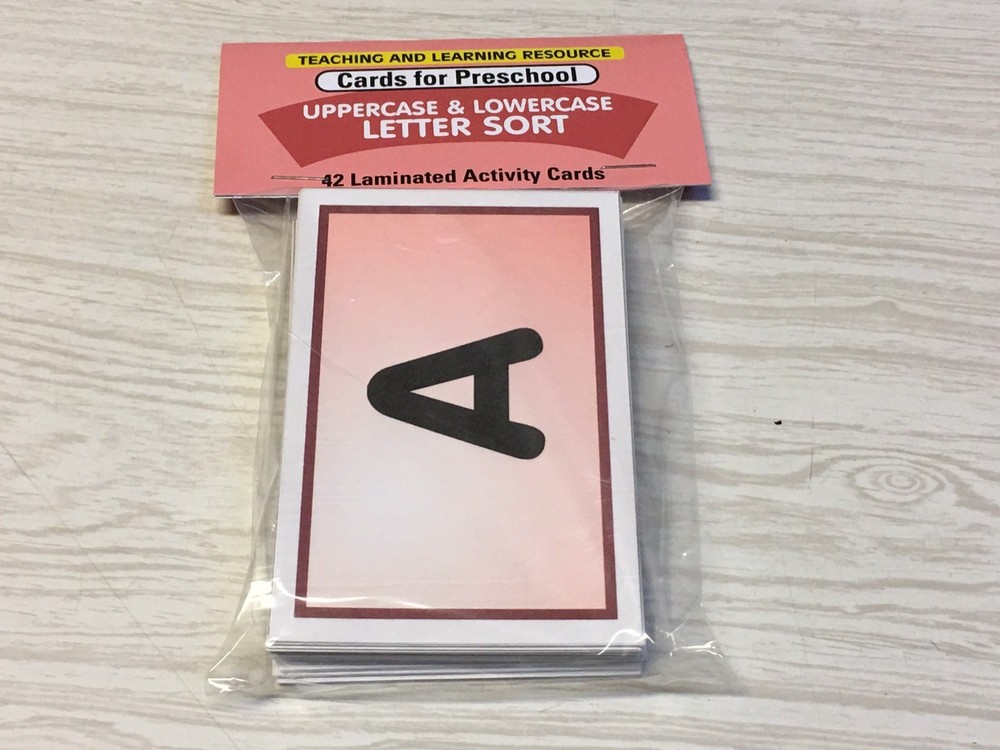 TEACHING AND LEARNING RESOURCE
Cards for Preschool
UPPERCASE & LOWERCASE
LETTER SORT
42 Laminated Activity Cards
A